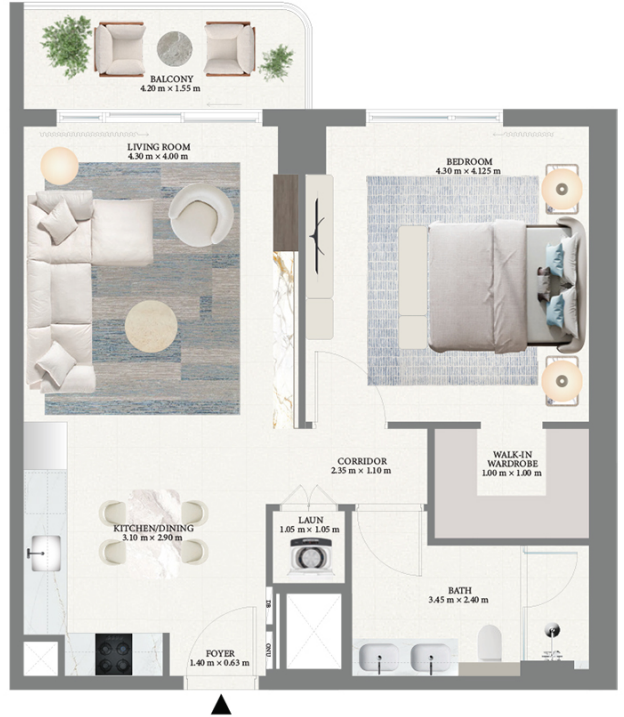 BALCONY
4.20 m × 1.55 m
LIVING ROOM
4.30 m × 4.00 m
BEDROOM
4.30 m × 4.125 m
CORRIDOR
2.35 m × 1.10 m
WALK-IN
WARDROBE
1.00 m × 1.00 m
KITCHEN/DINING
3.10 m × 2.90 m
LAUN
1.05 m × 1.05 m
BATH
3.45 m × 2.40 m
DB
ONU
FOYER
1.40 m × 0.63 m